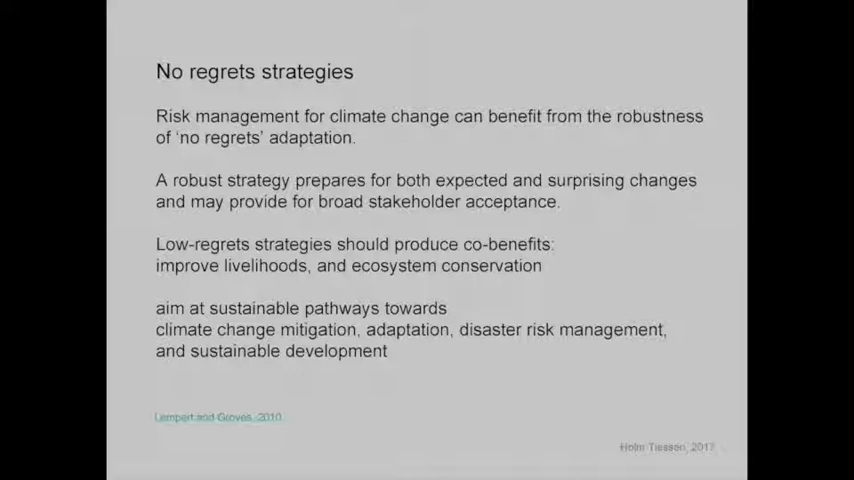 No regrets strategies
Risk management for climate change can benefit from the robustness
of 'no regrets' adaptation.
A robust strategy prepares for both expected and surprising changes
and may provide for broad stakeholder acceptance.
Low-regrets strategies should produce co-benefits:
improve livelihoods, and ecosystem conservation
aim at sustainable pathways towards
climate change mitigation, adaptation, disaster risk management,
and sustainable development
Lempert and Groves, 2010
Holm Tiessen, 2017